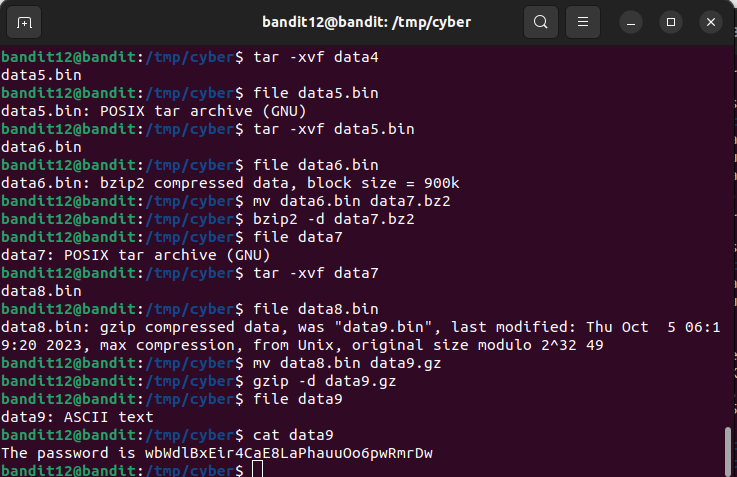 bandit12@bandit: /tmp/cyber
bandit12@bandit:/tmp/cyber$ tar -xvf data4
data5.bin
bandit12@bandit:/tmp/cyber$ file data5.bin
data5.bin: POSIX tar archive (GNU)
bandit12@bandit:/tmp/cyber$ tar -xvf data5.bin
data6.bin
bandit12@bandit:/tmp/cyber$ file data6.bin
data6.bin: bzip2 compressed data, block size = 900k
bandit12@bandit:/tmp/cyber$ mv data6.bin data7.bz2
bandit12@bandit:/tmp/cyber$ bzip2 -d data7.bz2
bandit12@bandit:/tmp/cyber$ file data7
data7: POSIX tar archive (GNU)
bandit12@bandit:/tmp/cyber$ tar -xvf data7
data8.bin
bandit12@bandit:/tmp/cyber$ file data8.bin
data8.bin: gzip compressed data, was "data9.bin", last modified: Thu Oct  5 06:1
9:20 2023, max compression, from Unix, original size modulo 2^32 49
bandit12@bandit:/tmp/cyber$ mv data8.bin data9.gz
bandit12@bandit:/tmp/cyber$ gzip -d data9.gz
bandit12@bandit:/tmp/cyber$ file data9
data9: ASCII text
bandit12@bandit:/tmp/cyber$ cat data9
The password is wbWdlBxEir4CaE8LaPhauuOo6pwRmrDw
bandit12@bandit:/tmp/cyber$